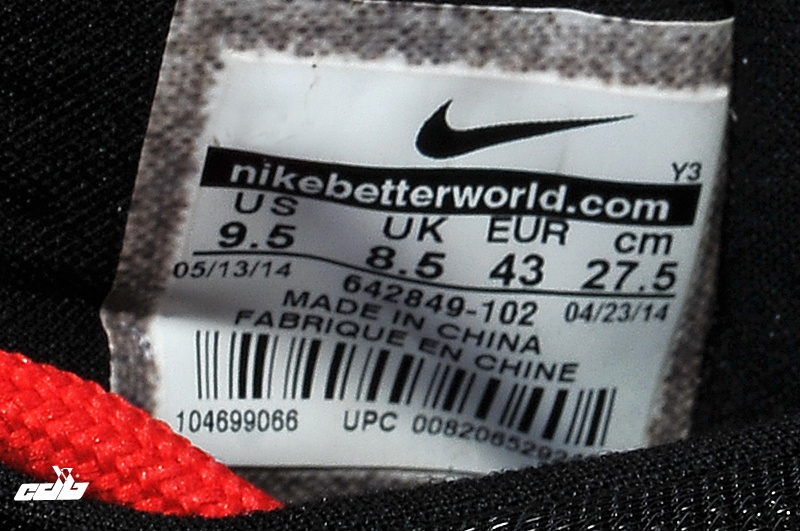 Y3
nikebetterworld.com
US UK EUR cm
9.5 8.5 43 27.5
05/13/14 642849-102 04/23/14
MADE IN CHINA
FABRIQUE EN CHINE
104699066 UPC
cdb